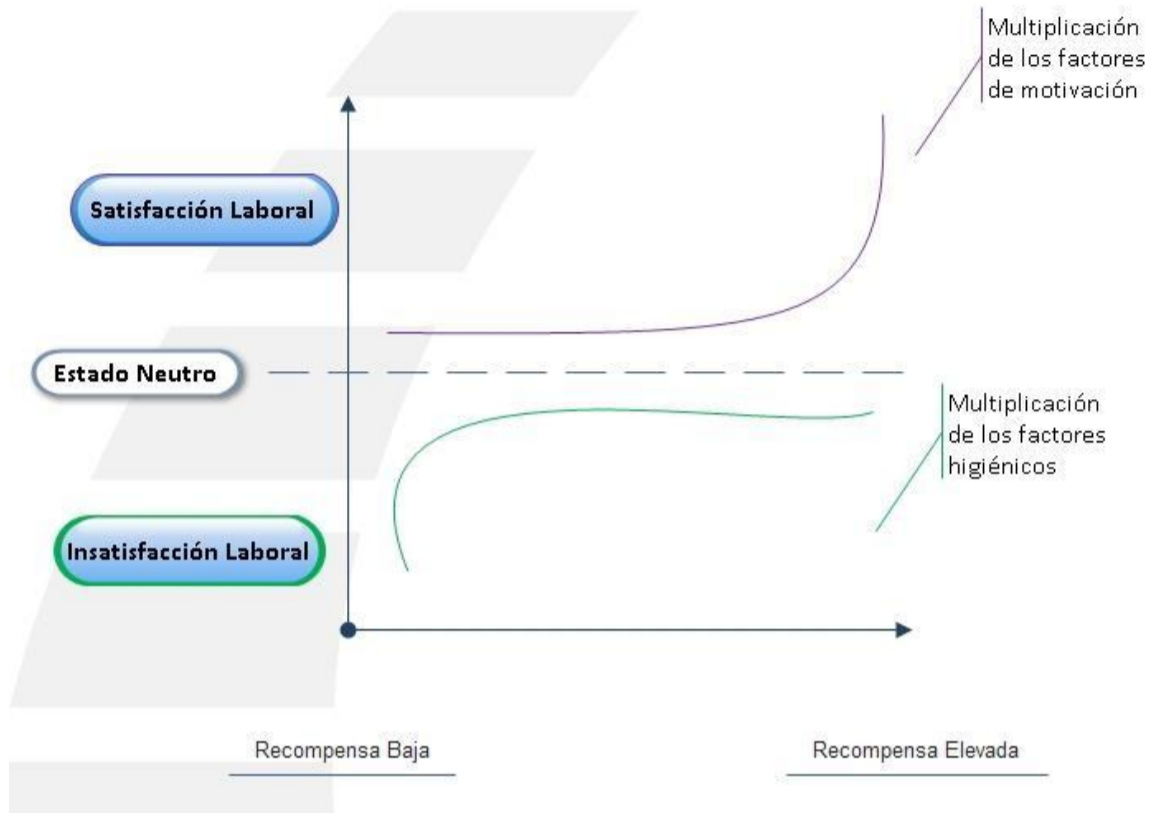 Multiplicación
de los factores
de motivación
Satisfacción Laboral
Estado Neutro
Multiplicación
de los factores
higiénicos
Insatisfacción Laboral
Recompensa Baja
Recompensa Elevada